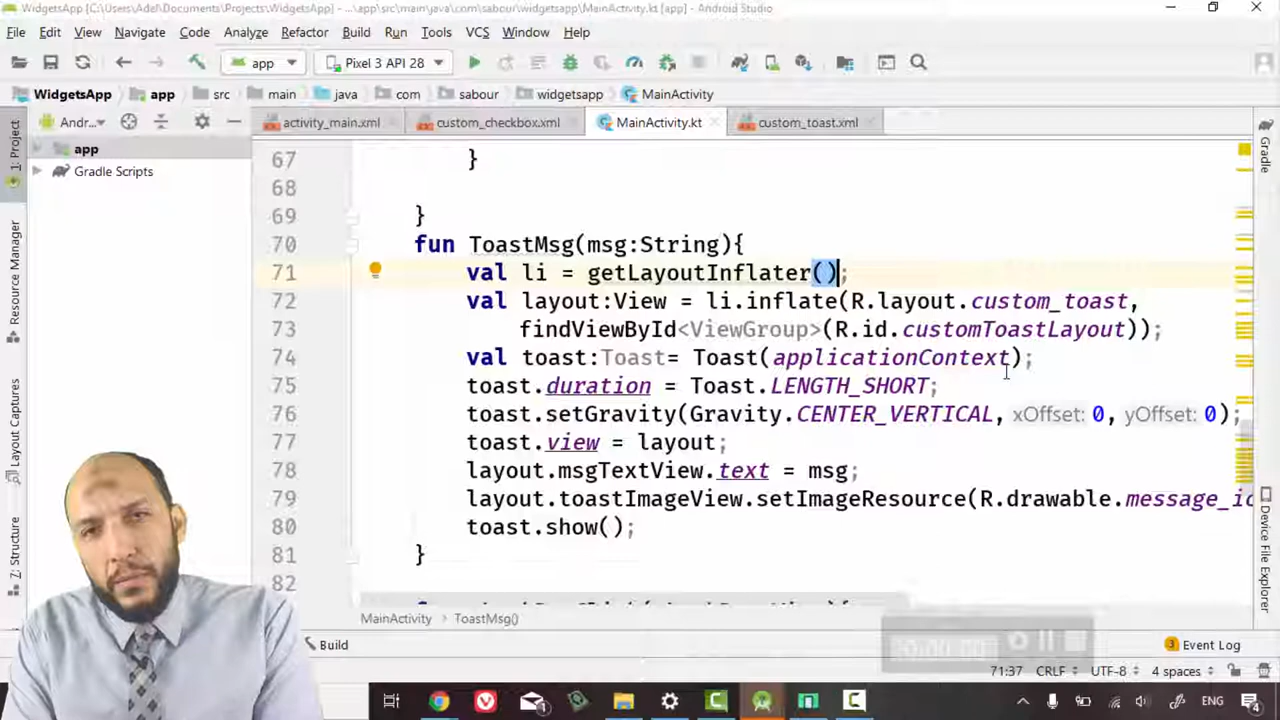 WidgetsApp [C:\Users\Adel\Documents\Projects\WidgetsApp] - ...\app\src\main\java\com\sabour\widgetsapp\MainActivity.kt [app] - Android Studio
File Edit View Navigate Code Analyze Refactor Build Run Tools VCS Window Help
app Pixel 3 API 28
WidgetsApp app src main java com sabour widgetsapp MainActivity
1: Project
Andr... activity_main.xml custom_checkbox.xml MainActivity.kt custom_toast.xml
Gradle
app
Gradle Scripts
Resource Manager
Layout Captures
Z: Structure
67 }
68
69 }
70 fun ToastMsg(msg:String){
71 val li = getLayoutInflater();
72 val layout:View = li.inflate(R.layout.custom_toast,
73 findViewById<ViewGroup>(R.id.customToastLayout));
74 val toast:Toast= Toast(applicationContext);
75 toast.duration = Toast.LENGTH_SHORT;
76 toast.setGravity(Gravity.CENTER_VERTICAL, xOffset: 0, yOffset: 0);
77 toast.view = layout;
78 layout.msgTextView.text = msg;
79 layout.toastImageView.setImageResource(R.drawable.message_ic
80 toast.show();
81 }
82
Device File Explorer
MainActivity ToastMsg()
Build
3 Event Log
71:37 CRLF UTF-8 4 spaces
ENG